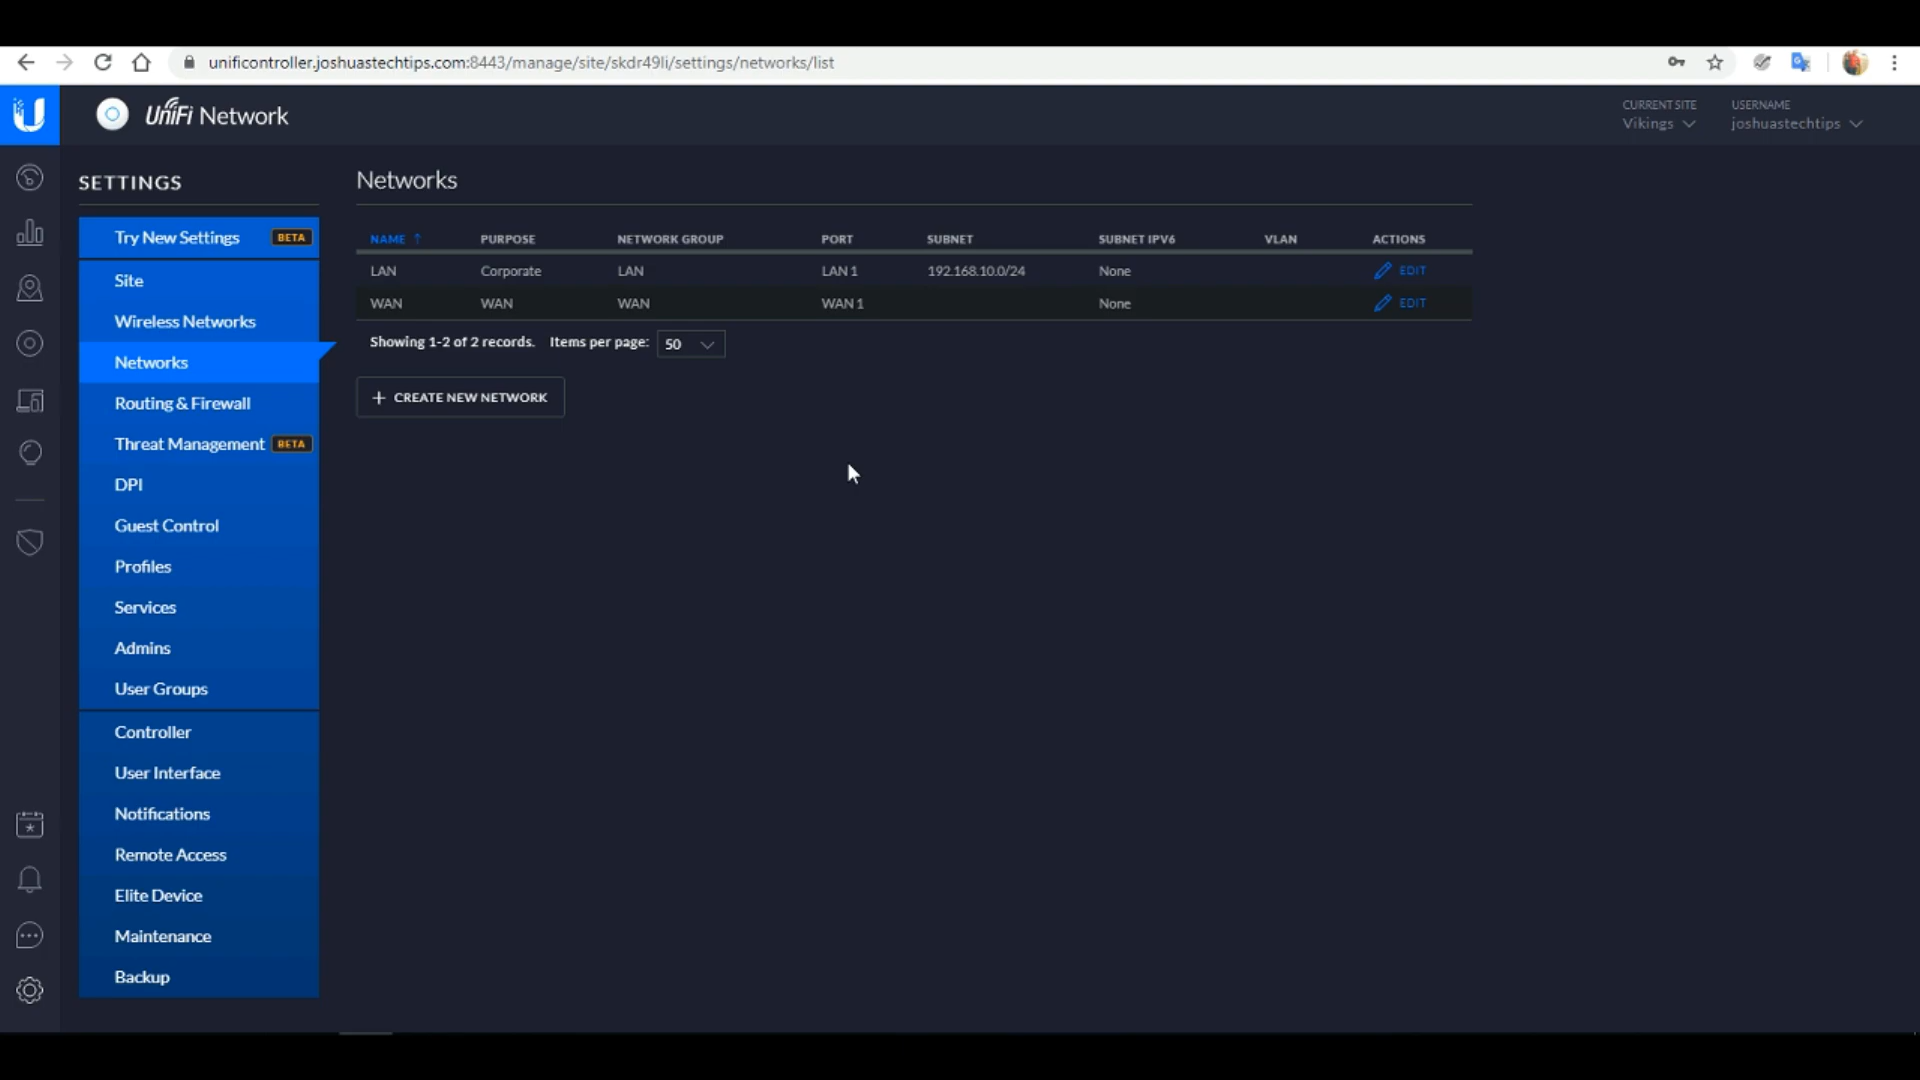 unificontroller.joshuastechtips.com:8443/manage/site/skdr49li/settings/networks/list
UniFi Network
CURRENT SITE
Vikings
USERNAME
joshuastechtips
SETTINGS
Try New Settings BETA
Site
Wireless Networks
Networks
Routing & Firewall
Threat Management BETA
DPI
Guest Control
Profiles
Services
Admins
User Groups
Controller
User Interface
Notifications
Remote Access
Elite Device
Maintenance
Backup
Networks
NAME ↑ PURPOSE NETWORK GROUP PORT SUBNET SUBNET IPV6 VLAN ACTIONS
LAN Corporate LAN LAN 1 192.168.10.0/24 None EDIT
WAN WAN WAN WAN 1 None EDIT
Showing 1-2 of 2 records. Items per page: 50
+ CREATE NEW NETWORK